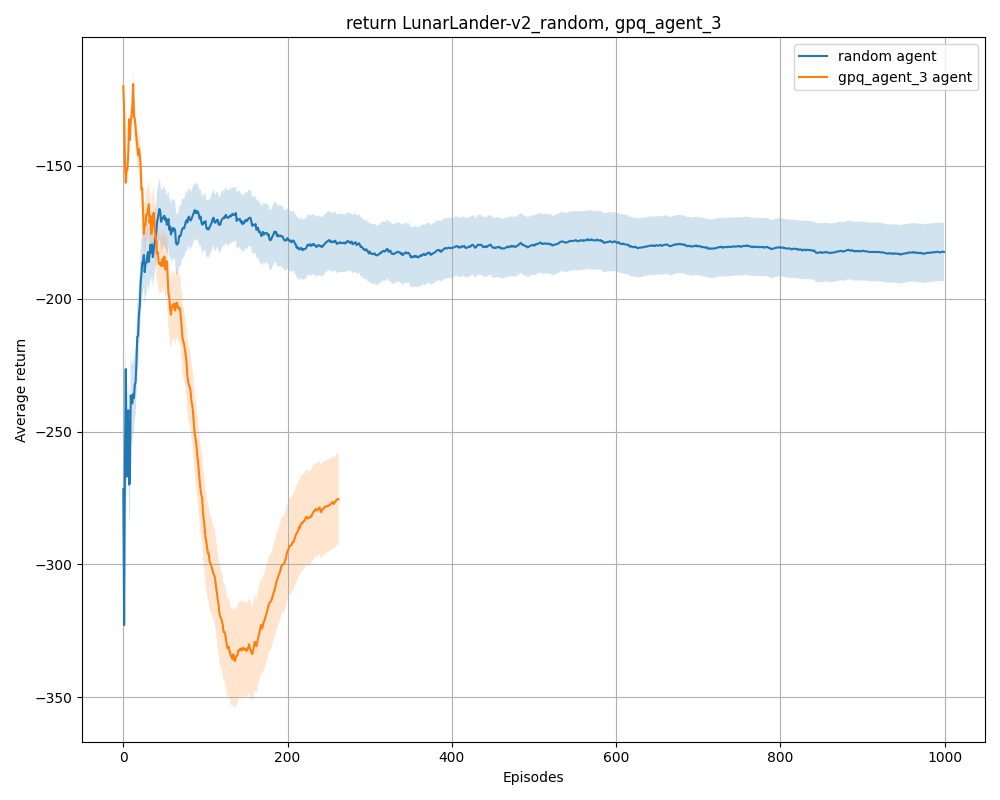 return LunarLander-v2_random, gpq_agent_3
random agent
gpq_agent_3 agent
Average return
−150
−200
−250
−300
−350
0
200
400
600
800
1000
Episodes